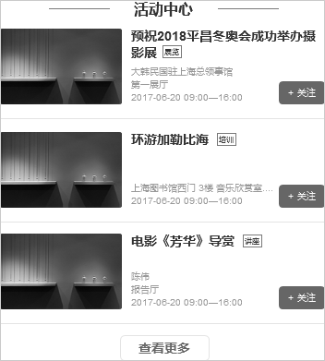 活动中心
预祝2018平昌冬奥会成功举办摄
影展 展览
大韩民国驻上海总领事馆
第一展厅
2017-06-20 09:00—16:00
+ 关注
环游加勒比海 培训
上海图书馆西门 3楼 音乐欣赏室....
2017-06-20 09:00—16:00
+ 关注
电影《芳华》导赏 讲座
陈伟
报告厅
2017-06-20 09:00—16:00
+ 关注
查看更多